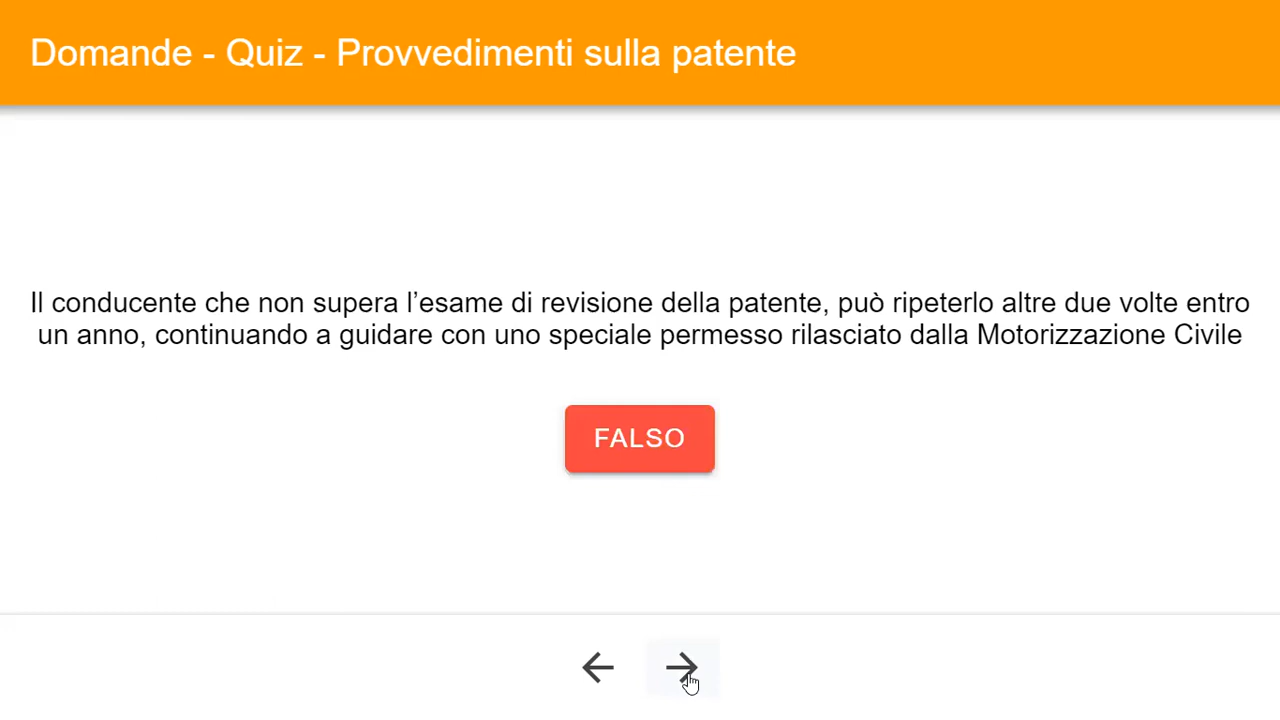 Domande - Quiz - Provvedimenti sulla patente
Il conducente che non supera l’esame di revisione della patente, può ripeterlo altre due volte entro
un anno, continuando a guidare con uno speciale permesso rilasciato dalla Motorizzazione Civile
FALSO